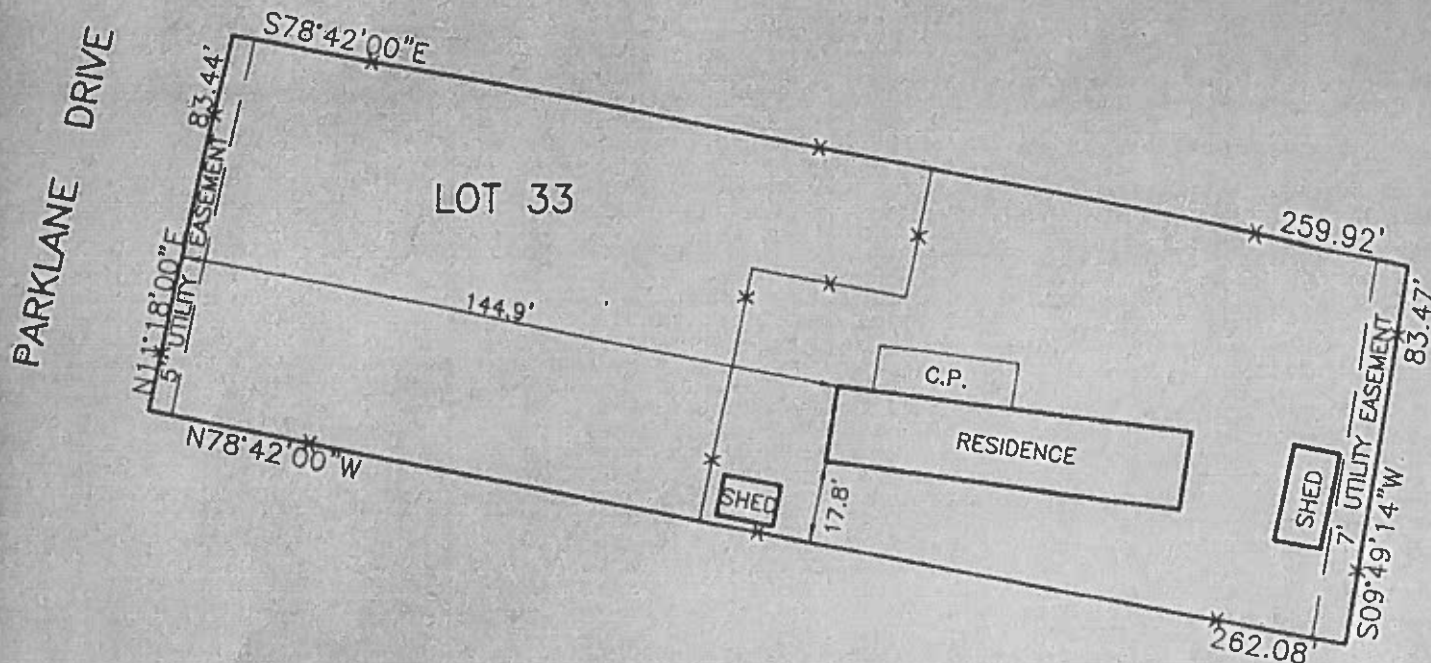 PARKLANE DRIVE
S78°42'00"E
259.92'
83.44'
N11°18'00"E
5' UTILITY EASEMENT
LOT 33
144.9'
C.P.
RESIDENCE
SHED
17.8'
SHED
7' UTILITY EASEMENT
83.47'
S09°49'14"W
N78°42'00"W
262.08'